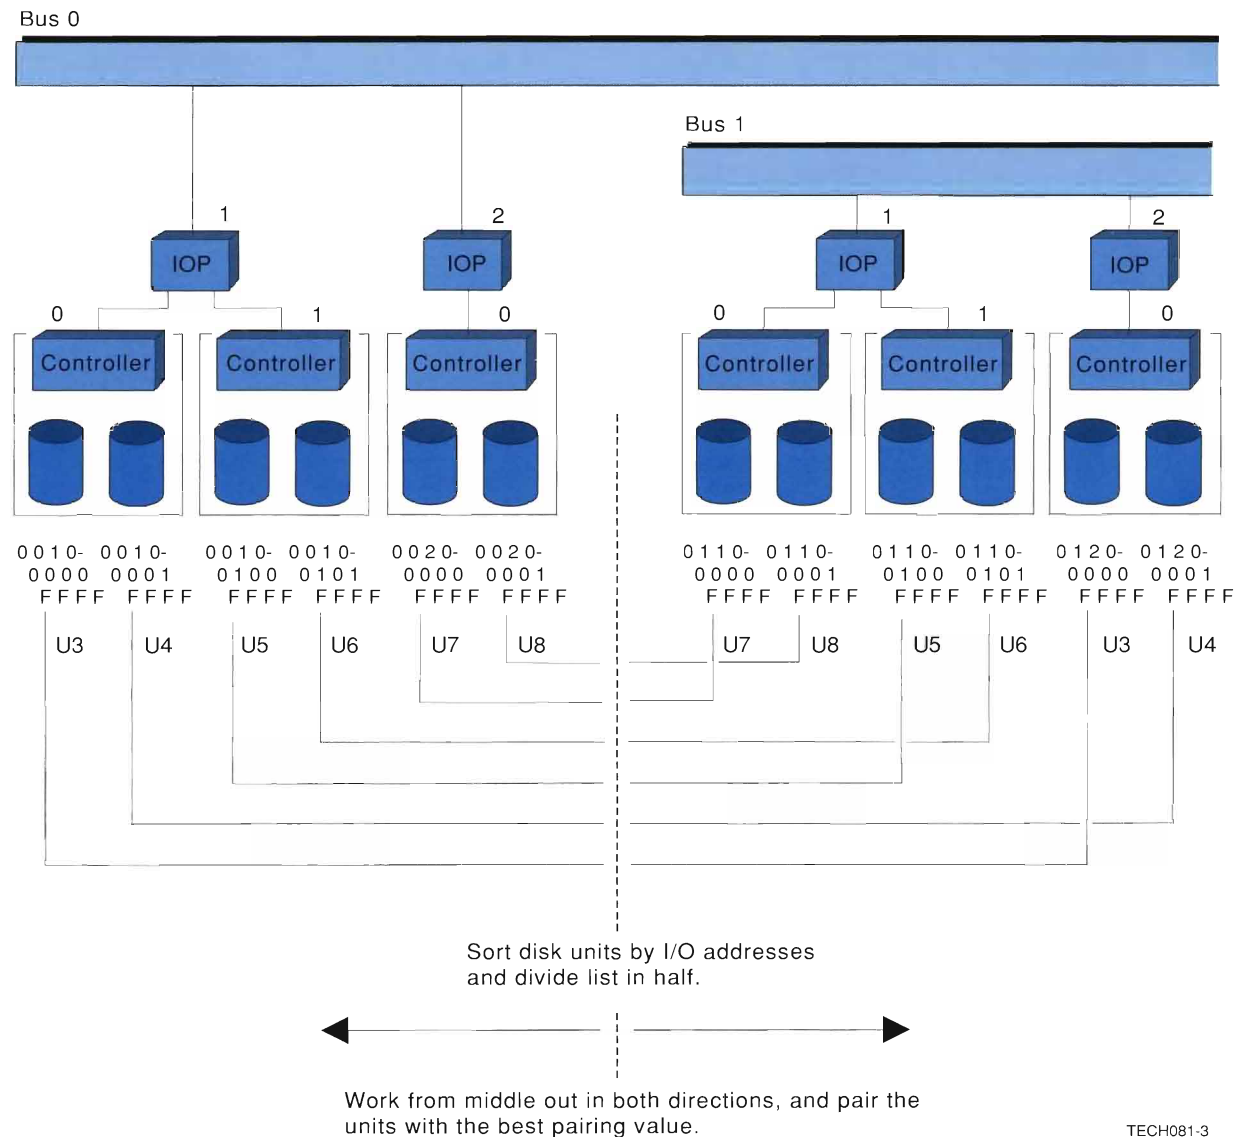 Bus 0
Bus 1
1
2
1
2
IOP
IOP
IOP
IOP
0
1
0
0
1
0
Controller
Controller
Controller
Controller
Controller
Controller
0010-
0000
FFFF
0010-
0001
FFFF
0010-
0100
FFFF
0010-
0101
FFFF
0020-
0000
FFFF
0020-
0001
FFFF
0110-
0000
FFFF
0110-
0001
FFFF
0110-
0100
FFFF
0110-
0101
FFFF
0120-
0000
FFFF
0120-
0001
FFFF
U3
U4
U5
U6
U7
U8
U7
U8
U5
U6
U3
U4
Sort disk units by I/O addresses
and divide list in half.
Work from middle out in both directions, and pair the
units with the best pairing value.
TECH081-3